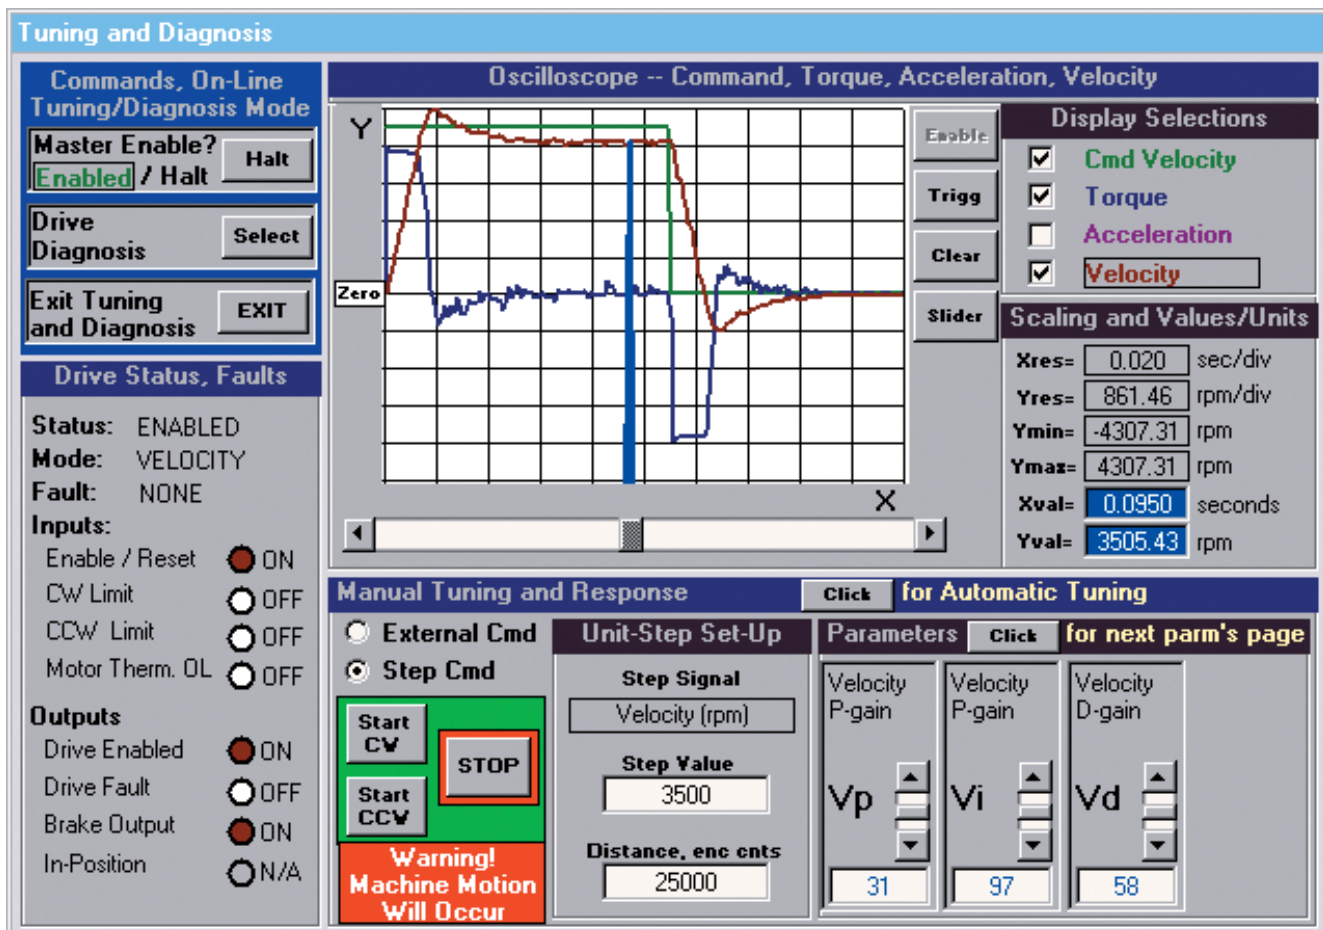 Tuning and Diagnosis
Commands, On-Line
Tuning/Diagnosis Mode
Master Enable?
Enabled / Halt
Halt
Drive
Diagnosis
Select
Exit Tuning
and Diagnosis
EXIT
Drive Status, Faults
Status: ENABLED
Mode: VELOCITY
Fault: NONE
Inputs:
Enable / Reset ON
CW Limit OFF
CCW Limit OFF
Motor Therm. OL OFF
Outputs
Drive Enabled ON
Drive Fault OFF
Brake Output ON
In-Position N/A
Oscilloscope -- Command, Torque, Acceleration, Velocity
Y
Zero
X
Enable
Trigg
Clear
Slider
Display Selections
Cmd Velocity
Torque
Acceleration
Velocity
Scaling and Values/Units
Xres= 0.020 sec/div
Yres= 861.46 rpm/div
Ymin= -4307.31 rpm
Ymax= 4307.31 rpm
Xval= 0.0950 seconds
Yval= 3505.43 rpm
Manual Tuning and Response
Click for Automatic Tuning
External Cmd
Step Cmd
Start
CW
Start
CCW
STOP
Warning!
Machine Motion
Will Occur
Unit-Step Set-Up
Step Signal
Velocity (rpm)
Step Value
3500
Distance, enc cnts
25000
Parameters Click for next parm's page
Velocity
P-gain
Vp
31
Velocity
P-gain
Vi
97
Velocity
D-gain
Vd
58